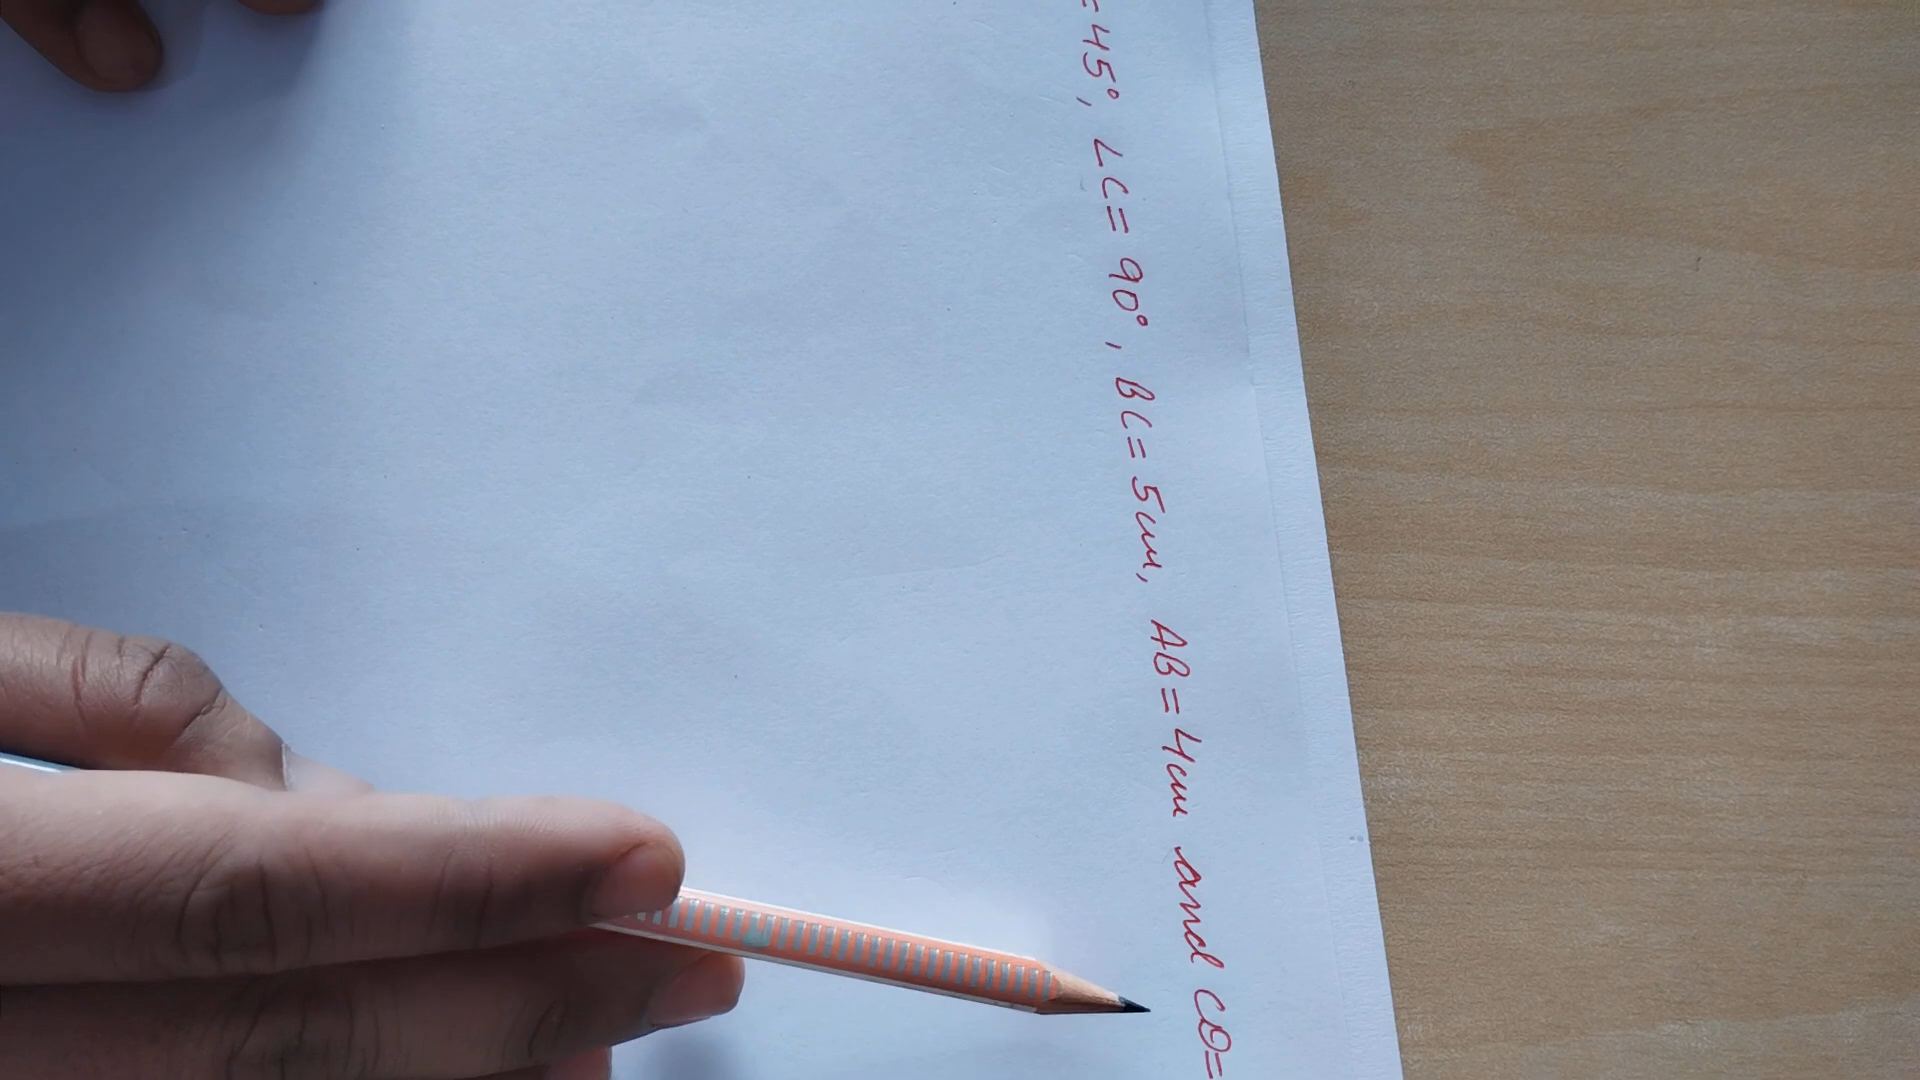 =45°, ∠C=90°, BC=5cm, AB=4cm and CD=